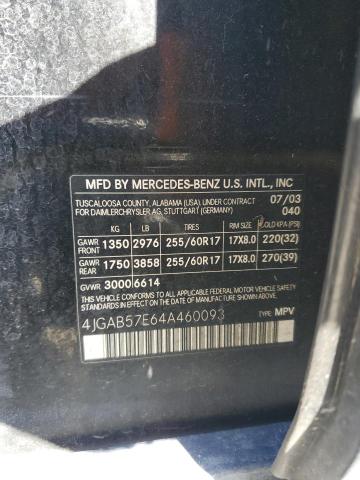 MFD BY MERCEDES-BENZ U.S. INTL., INC
TUSCALOOSA COUNTY, ALABAMA (USA). UNDER CONTRACT 07/03
FOR DAIMLERCHRYSLER AG, STUTTGART (GERMANY) 040
KG LB TIRES RIM SIZE COLD KPA (PSI)
GAWR FRONT 1350 2976 255/60R17 17X8.0 220(32)
GAWR REAR 1750 3858 255/60R17 17X8.0 270(39)
GVWR 3000 6614
THIS VEHICLE CONFORMS TO ALL APPLICABLE U.S. FEDERAL MOTOR VEHICLE
STANDARDS IN EFFECT ON THE DATE OF MANUFACTURE SHOWN ABOVE.
4JGAB57E64A460093 TYPE: MPV